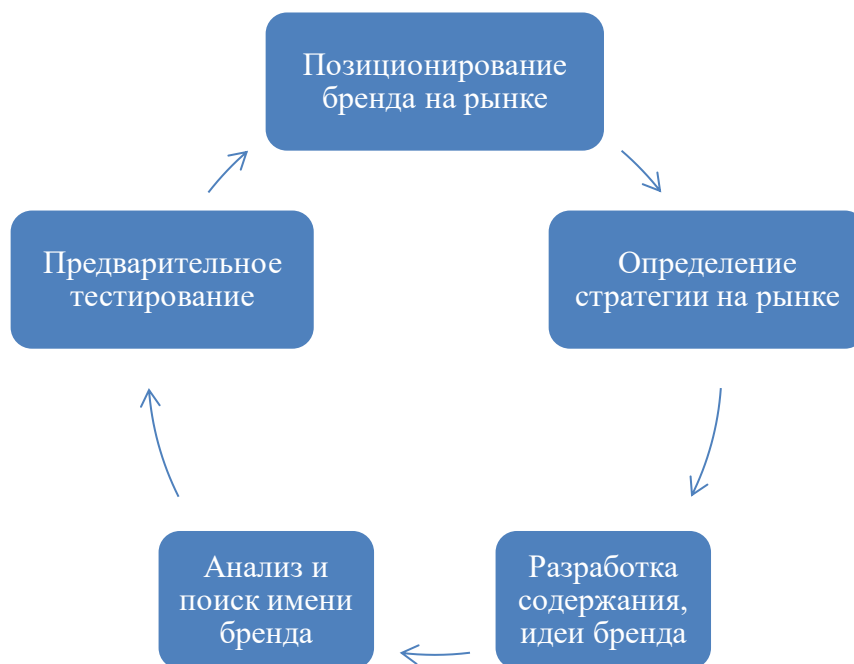 Позиционирование
бренда на рынке
Определение
стратегии на рынке
Разработка
содержания,
идеи бренда
Анализ и
поиск имени
бренда
Предварительное
тестирование